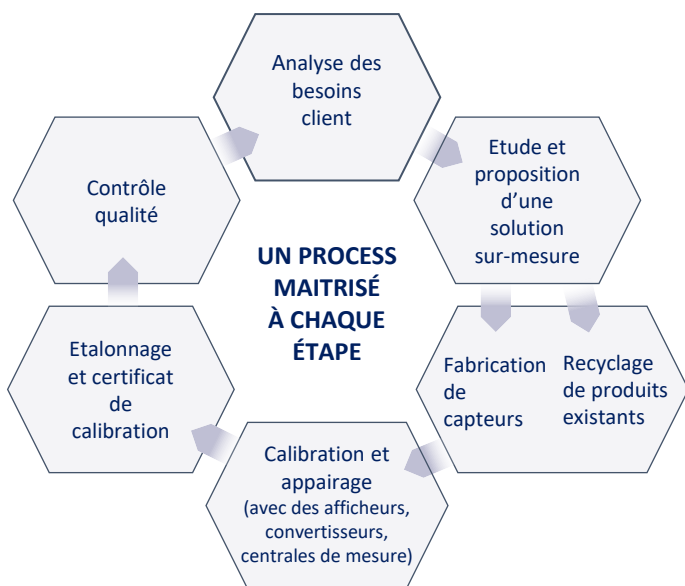 Analyse des
besoins
client
Etude et
proposition
d’une
solution
sur-mesure
Fabrication
de
capteurs
Recyclage
de produits
existants
Calibration et
appairage
(avec des afficheurs,
convertisseurs,
centrales de mesure)
Etalonnage
et certificat
de
calibration
Contrôle
qualité
UN PROCESS
MAITRISÉ
À CHAQUE
ÉTAPE